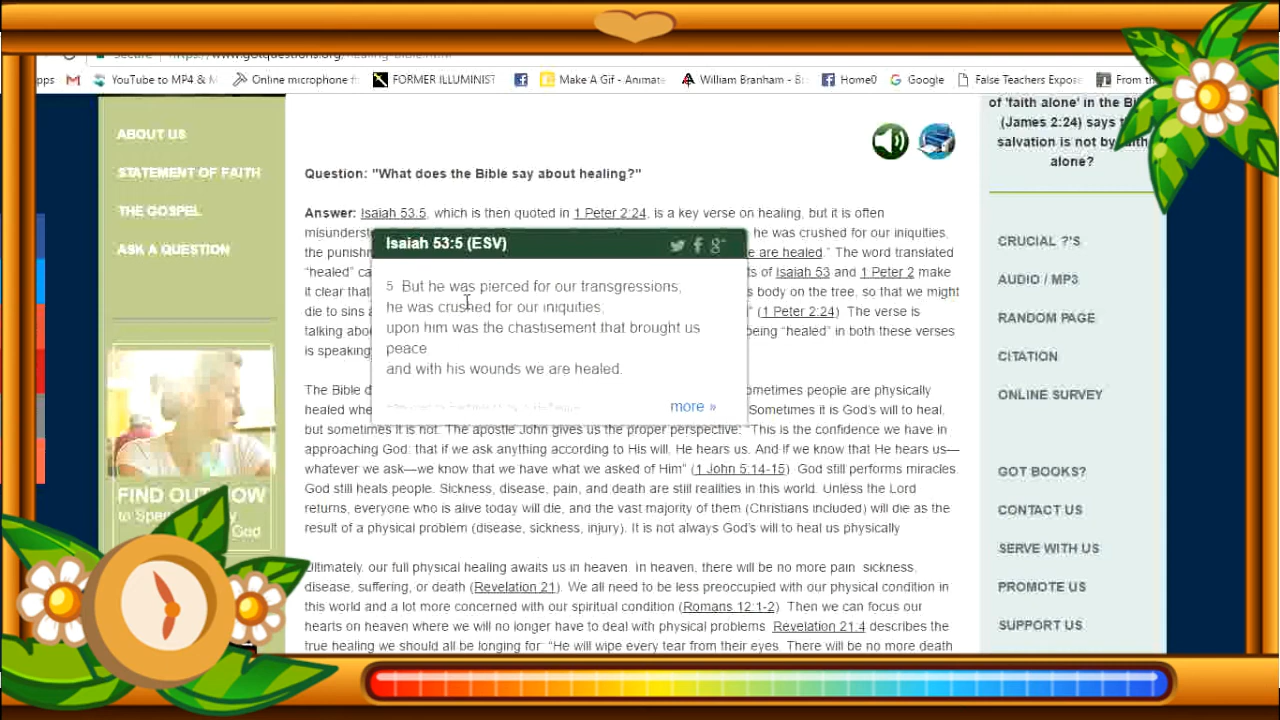 YouTube to MP4 & M
Online microphone f
FORMER ILLUMINIST
Make A Gif - Animate
William Branham - B
Home0
Google
False Teachers Expos
From th
ABOUT US
STATEMENT OF FAITH
THE GOSPEL
ASK A QUESTION
FIND OUT HOW
God
Question: "What does the Bible say about healing?"
Answer: Isaiah 53:5, which is then quoted in 1 Peter 2:24, is a key verse on healing, but it is often
he was crushed for our iniquities,
the punishm
e are healed." The word translated
"healed" ca
ts of Isaiah 53 and 1 Peter 2 make
it clear that
s body on the tree, so that we might
die to sins a
" (1 Peter 2:24). The verse is
talking abou
being "healed" in both these verses
is speaking
Isaiah 53:5 (ESV)
5 But he was pierced for our transgressions;
he was crushed for our iniquities;
upon him was the chastisement that brought us
peace
and with his wounds we are healed.
more »
The Bible d
ometimes people are physically
healed whe
Sometimes it is God's will to heal,
but sometimes it is not. The apostle John gives us the proper perspective: "This is the confidence we have in
approaching God: that if we ask anything according to His will, He hears us. And if we know that He hears us—
whatever we ask—we know that we have what we asked of Him" (1 John 5:14-15). God still performs miracles.
God still heals people. Sickness, disease, pain, and death are still realities in this world. Unless the Lord
returns, everyone who is alive today will die, and the vast majority of them (Christians included) will die as the
result of a physical problem (disease, sickness, injury). It is not always God's will to heal us physically
Ultimately, our full physical healing awaits us in heaven. In heaven, there will be no more pain, sickness,
disease, suffering, or death (Revelation 21). We all need to be less preoccupied with our physical condition in
this world and a lot more concerned with our spiritual condition (Romans 12:1-2). Then we can focus our
hearts on heaven where we will no longer have to deal with physical problems. Revelation 21:4 describes the
true healing we should all be longing for: "He will wipe every tear from their eyes. There will be no more death
of 'faith alone' in the B
(James 2:24) says
salvation is not by faith
alone?
CRUCIAL ?'S
AUDIO / MP3
RANDOM PAGE
CITATION
ONLINE SURVEY
GOT BOOKS?
CONTACT US
SERVE WITH US
PROMOTE US
SUPPORT US